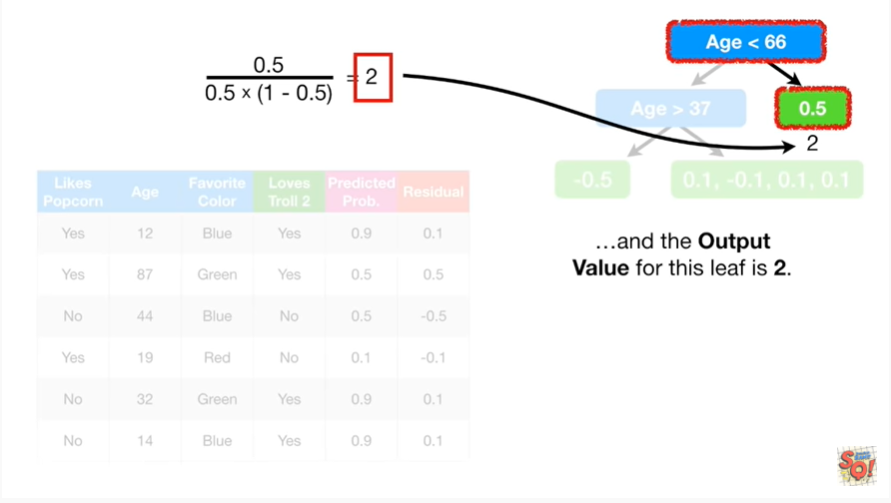 0.5
0.5 × (1 - 0.5)
= 2
Age < 66
Age > 37
0.5
2
-0.5
0.1, -0.1, 0.1, 0.1
Likes Popcorn Age Favorite Color Loves Troll 2 Predicted Prob. Residual
Yes 12 Blue Yes 0.9 0.1
Yes 87 Green Yes 0.5 0.5
No 44 Blue No 0.5 -0.5
Yes 19 Red No 0.1 -0.1
No 32 Green Yes 0.9 0.1
No 14 Blue Yes 0.9 0.1
…and the Output
Value for this leaf is 2.
SQ!